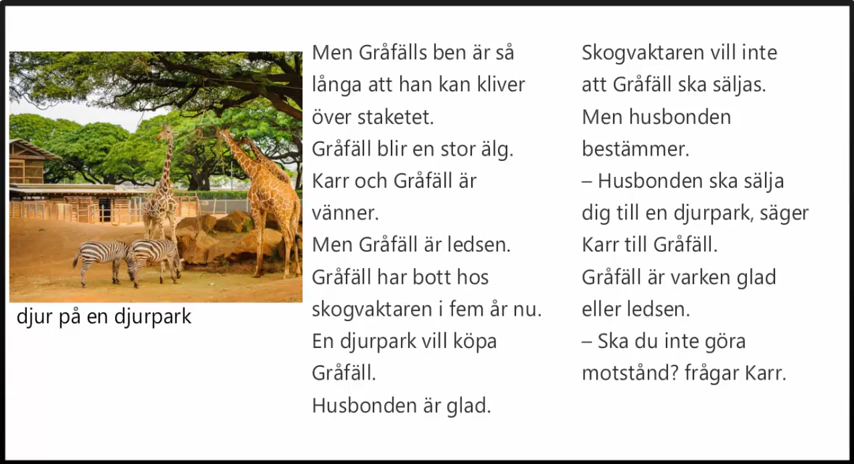 djur på en djurpark
Men Gråfälls ben är så
långa att han kan kliver
över staketet.
Gråfäll blir en stor älg.
Karr och Gråfäll är
vänner.
Men Gråfäll är ledsen.
Gråfäll har bott hos
skogvaktaren i fem år nu.
En djurpark vill köpa
Gråfäll.
Husbonden är glad.
Skogvaktaren vill inte
att Gråfäll ska säljas.
Men husbonden
bestämmer.
– Husbonden ska sälja
dig till en djurpark, säger
Karr till Gråfäll.
Gråfäll är varken glad
eller ledsen.
– Ska du inte göra
motstånd? frågar Karr.